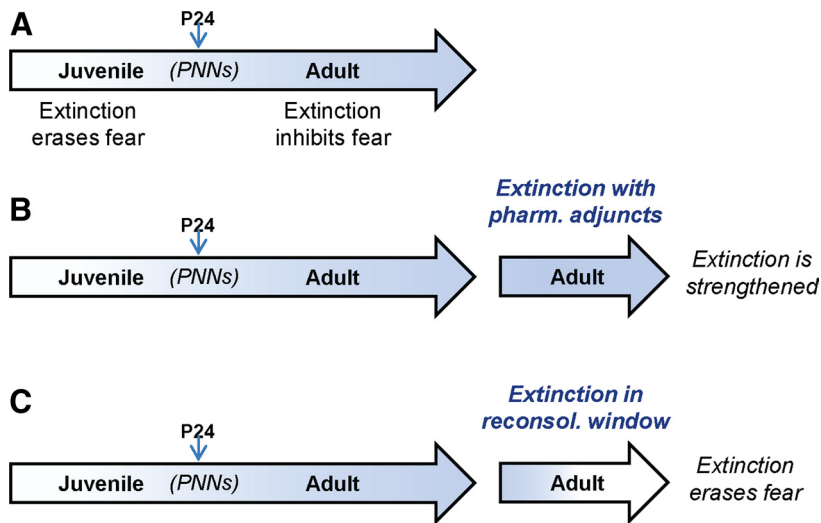 A
P24
Juvenile (PNNs) Adult
Extinction
erases fear
Extinction
inhibits fear
B
P24
Juvenile (PNNs) Adult
Extinction with
pharm. adjuncts
Adult
Extinction is
strengthened
C
P24
Juvenile (PNNs) Adult
Extinction in
reconsol. window
Adult
Extinction
erases fear